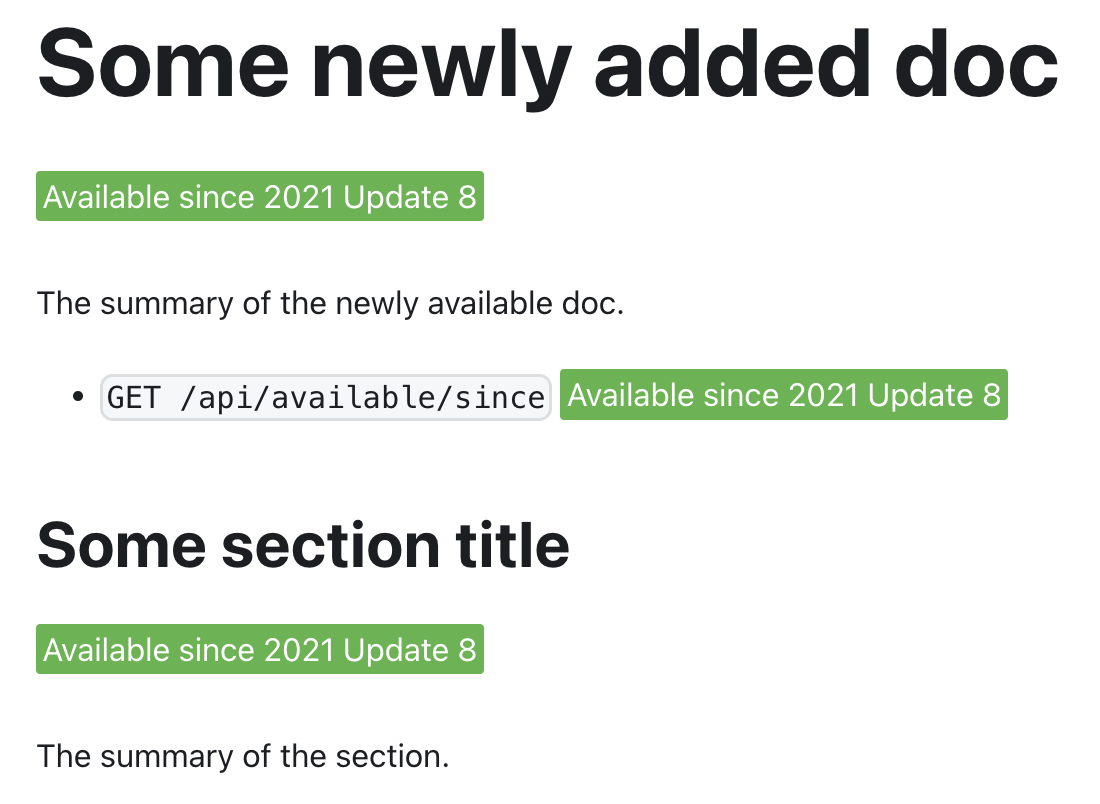 Some newly added doc
Available since 2021 Update 8
The summary of the newly available doc.
• GET /api/available/since Available since 2021 Update 8
Some section title
Available since 2021 Update 8
The summary of the section.